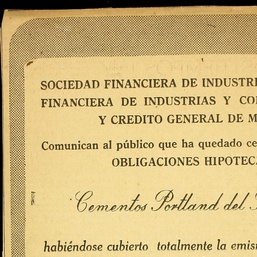 SOCIEDAD FINANCIERA DE INDUSTRI
FINANCIERA DE INDUSTRIAS Y CO
Y CREDITO GENERAL DE M
Comunican al público que ha quedado ce
OBLIGACIONES HIPOTEC
Cementos Portland del
habiéndose cubierto totalmente la emis